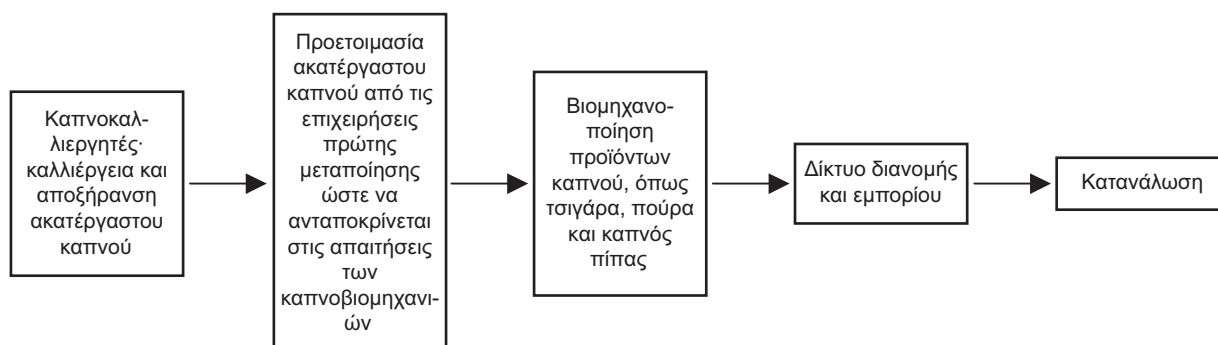 Καπνοκαλ-
λιεργητές·
καλλιέργεια και
αποξήρανση
ακατέργαστου
καπνού
Προετοιμασία
ακατέργαστου
καπνού από τις
επιχειρήσεις
πρώτης
μεταποίησης
ώστε να
ανταποκρίνεται
στις απαιτήσεις
των
καπνοβιομηχανι-
ών
Βιομηχανο-
ποίηση
προϊόντων
καπνού, όπως
τσιγάρα, πούρα
και καπνός
πίπας
Δίκτυο διανομής
και εμπορίου
Κατανάλωση